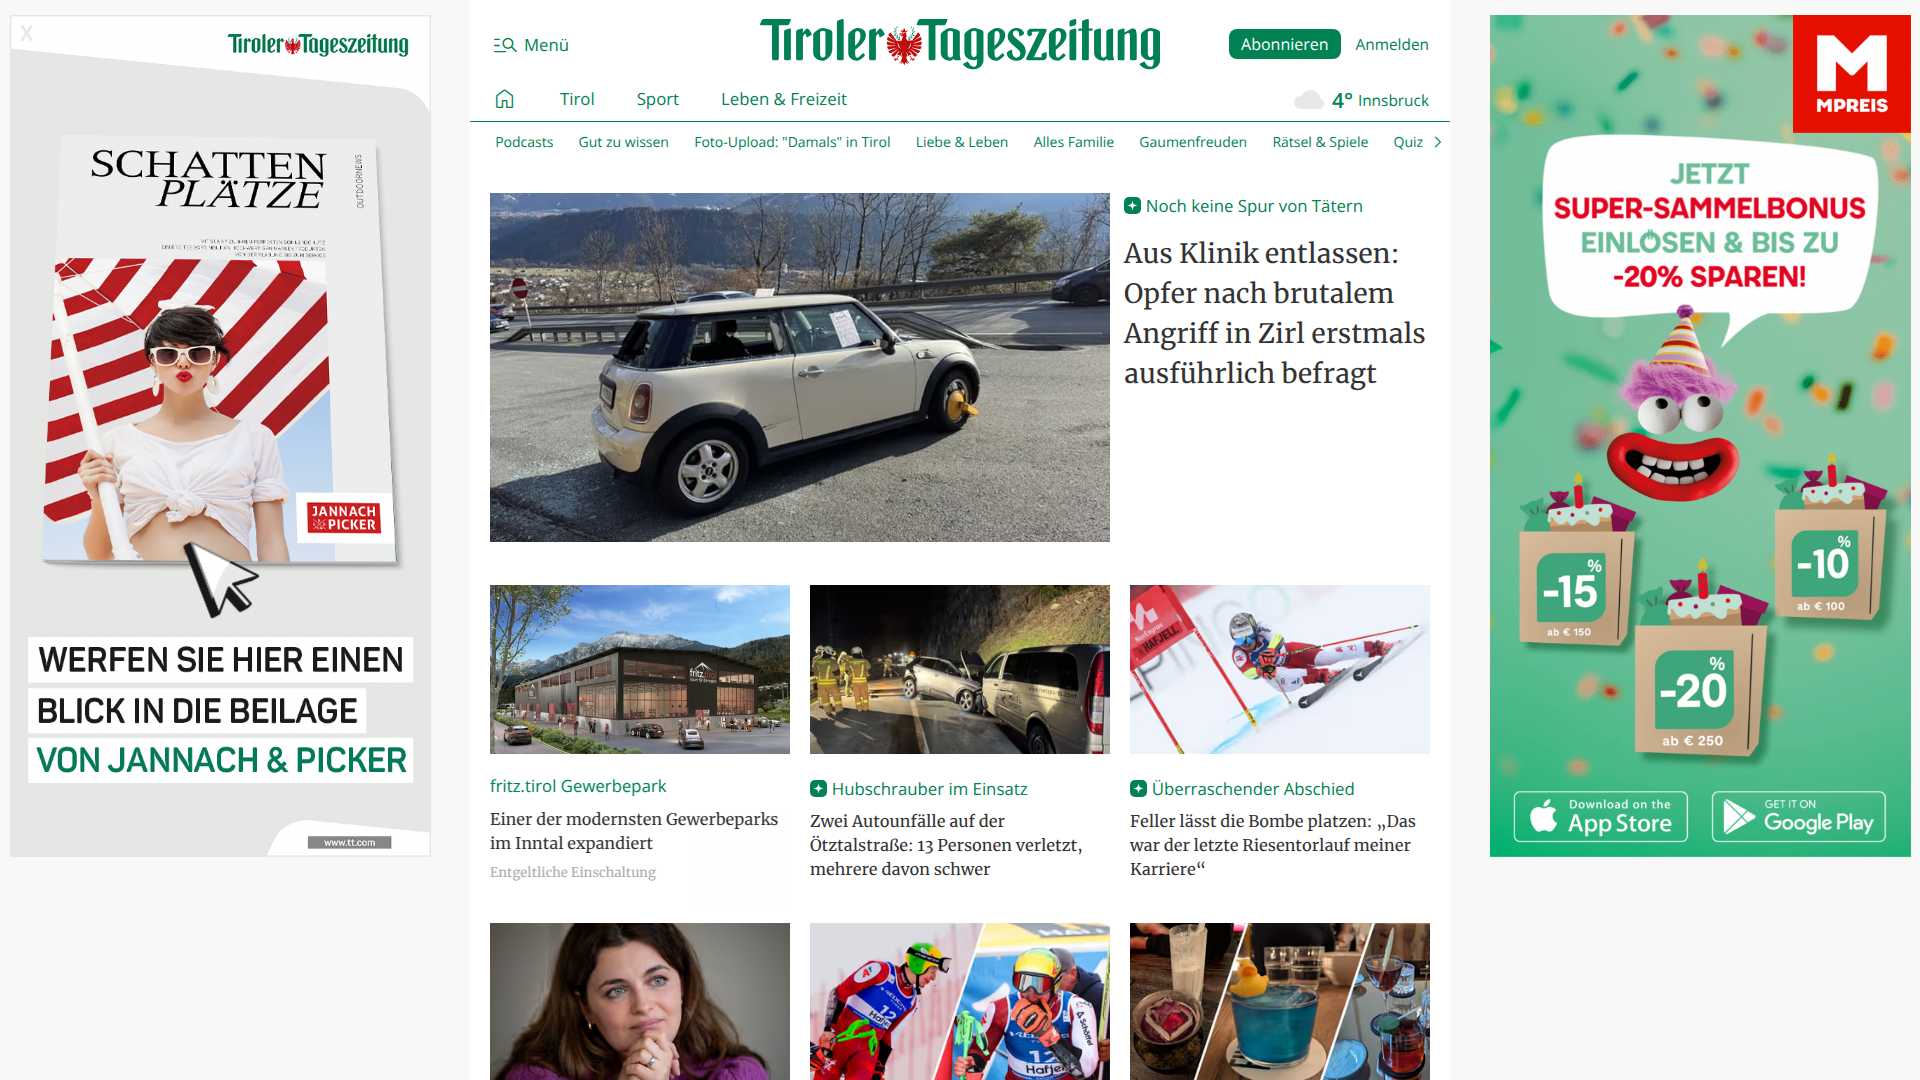 X
Tiroler Tageszeitung
SCHATTEN
PLÄTZE
OUTDOORNEWS
JANNACH
PICKER
WERFEN SIE HIER EINEN
BLICK IN DIE BEILAGE
VON JANNACH & PICKER
www.tt.com
Menü
Tiroler Tageszeitung
Abonnieren
Anmelden
Tirol
Sport
Leben & Freizeit
4° Innsbruck
Podcasts
Gut zu wissen
Foto-Upload: "Damals" in Tirol
Liebe & Leben
Alles Familie
Gaumenfreuden
Rätsel & Spiele
Quiz
Noch keine Spur von Tätern
Aus Klinik entlassen:
Opfer nach brutalem
Angriff in Zirl erstmals
ausführlich befragt
fritz.tirol
fritz.tirol Gewerbepark
Einer der modernsten Gewerbeparks
im Inntal expandiert
Entgeltliche Einschaltung
Hubschrauber im Einsatz
Zwei Autounfälle auf der
Ötztalstraße: 13 Personen verletzt,
mehrere davon schwer
HAFJELL
Überraschender Abschied
Feller lässt die Bombe platzen: „Das
war der letzte Riesentorlauf meiner
Karriere“
12
Hafje
12
Hafjel
M
MPREIS
JETZT
SUPER-SAMMELBONUS
EINLÖSEN & BIS ZU
-20% SPAREN!
-15%
ab € 150
-10%
ab € 100
-20%
ab € 250
Download on the
App Store
GET IT ON
Google Play